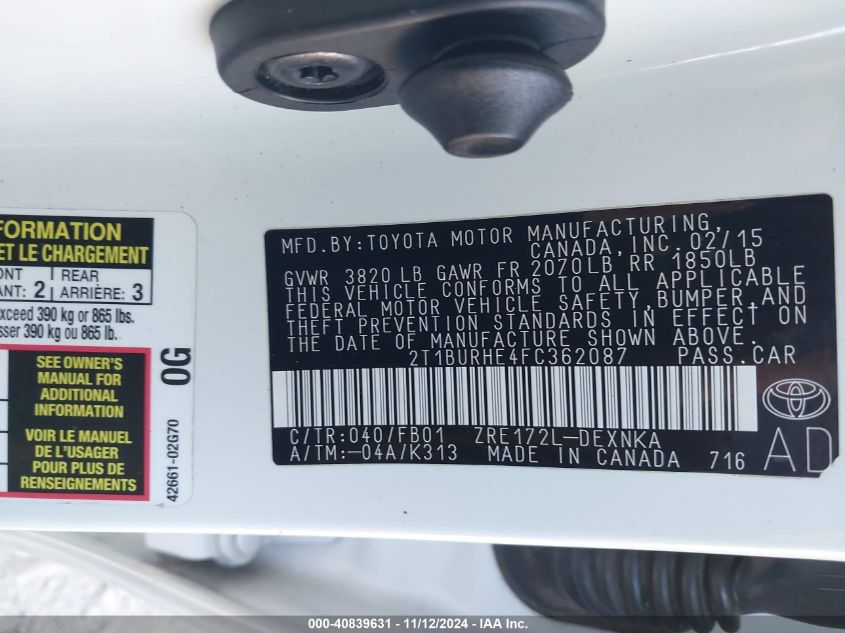 FORMATION
ET LE CHARGEMENT
REAR
ANT: 2 ARRIÈRE: 3
exceed 390 kg or 865 lbs.
390 kg ou 865 lb.
SEE OWNER'S
MANUAL FOR
ADDITIONAL
INFORMATION
VOIR LE MANUEL
DE L'USAGER
POUR PLUS DE
RENSEIGNEMENTS
0G
42661-02G70
MFD.BY:TOYOTA MOTOR MANUFACTURING,
CANADA,INC.02/15
GVWR 3820LB GAWR FR 2070LB,RR 1850LB
THIS VEHICLE CONFORMS TO ALL APPLICABLE
FEDERAL MOTOR VEHICLE SAFETY,BUMPER,AND
THEFT PREVENTION STANDARDS IN EFFECT ON
THE DATE OF MANUFACTURE SHOWN ABOVE.
2T1BURHE4FC362087 PASS.CAR
C/TR:040/FB01 ZRE172L-DEXNKA
A/TM:-04A/K313 MADE IN CANADA 716
AD
000-40839631 - 11/12/2024 - IAA Inc.